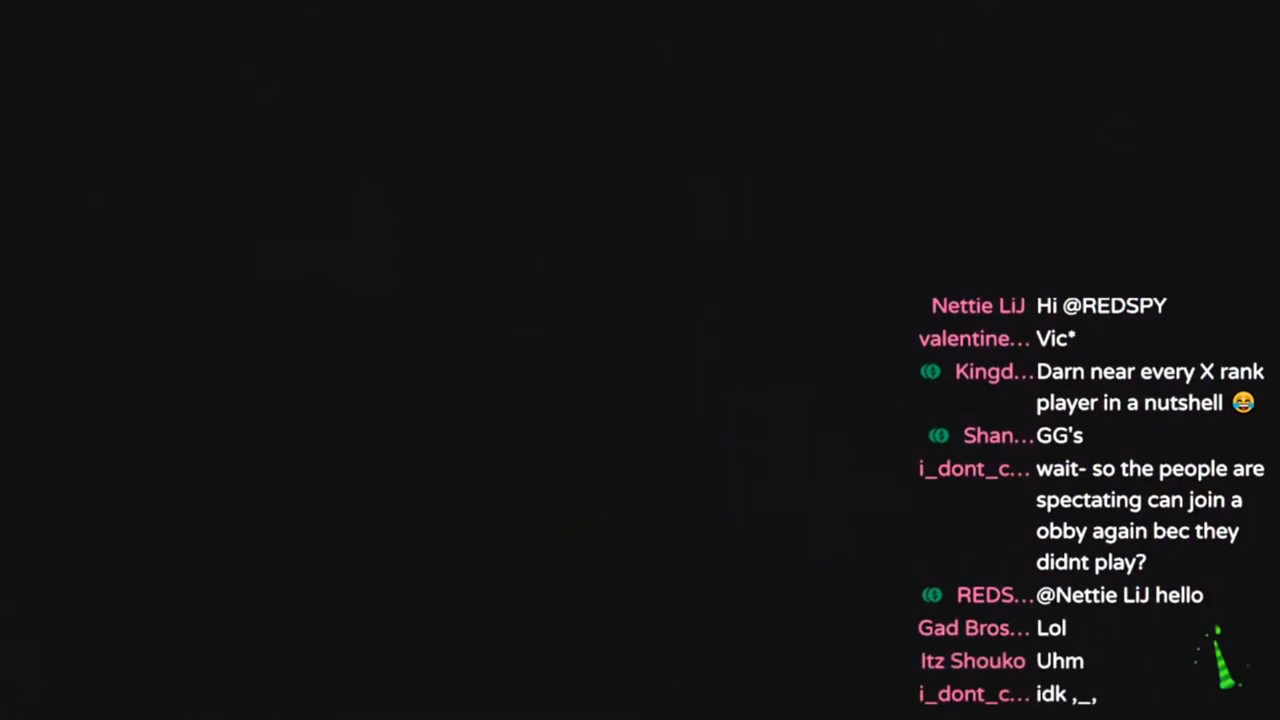 Nettie LiJ Hi @REDSPY
valentine… Vic*
Kingd… Darn near every X rank
player in a nutshell 😂
Shan… GG's
i_dont_c… wait- so the people are
spectating can join a
obby again bec they
didnt play?
REDS… @Nettie LiJ hello
Gad Bros… Lol
Itz Shouko Uhm
i_dont_c… idk ,_,